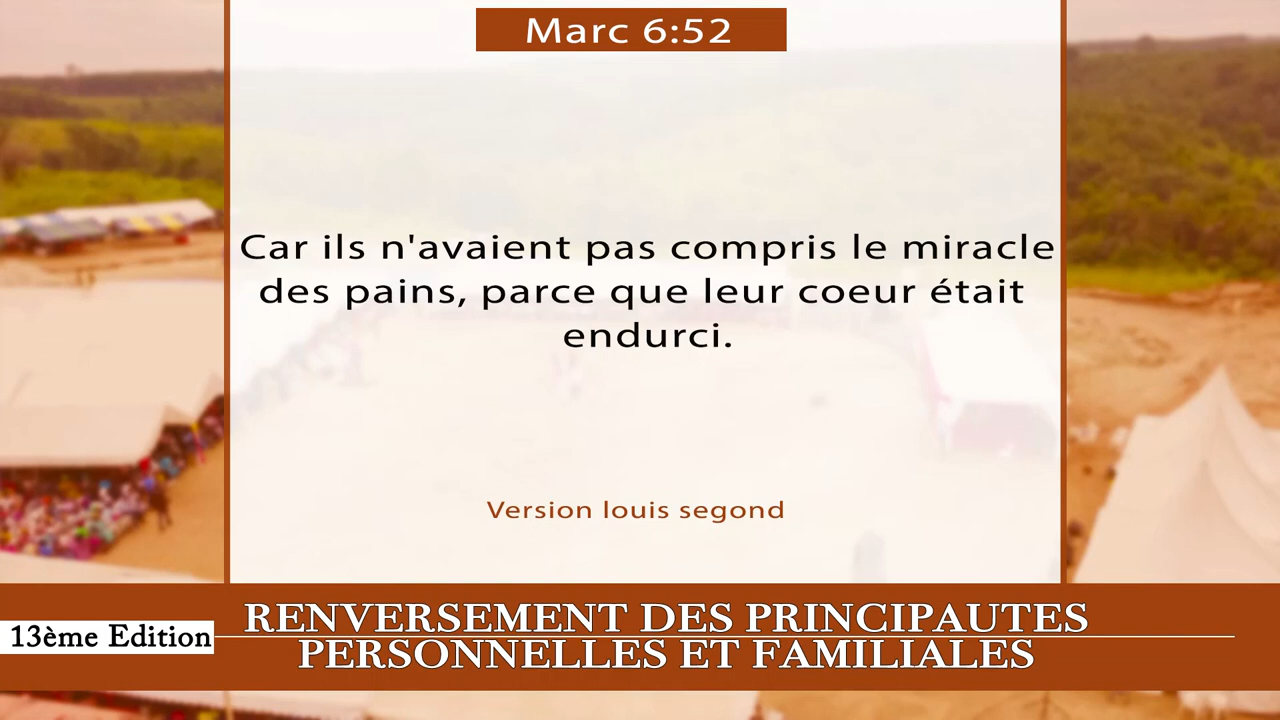 Marc 6:52
Car ils n'avaient pas compris le miracle
des pains, parce que leur coeur était
endurci.
Version louis segond
13ème Edition
RENVERSEMENT DES PRINCIPAUTES
PERSONNELLES ET FAMILIALES